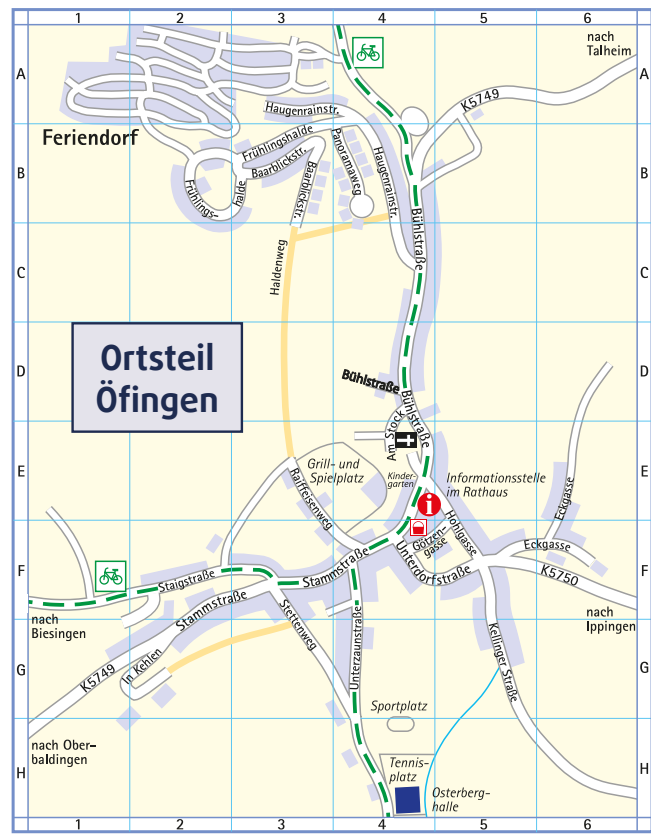 1 2 3 4 5 6
A A
B B
C C
D D
E E
F F
G G
H H
1 2 3 4 5 6
nach
Talheim
K5749
Feriendorf
Haugenrainstr.
Frühlingshalde
Baarblickstr.
Panoramaweg
Haugenrainstr.
Baarblickstr.
Frühlings-
halde
Bühlstraße
Haldenweg
Ortsteil
Öfingen
Bühlstraße
Bühlstraße
Am Stock
Grill- und
Spielplatz
Kinder-
garten
Informationsstelle
im Rathaus
i
Raiffeisenweg
Hohlgasse
Götzen-
gasse
Eckgasse
Eckgasse
Unterdorfstraße
K5750
Stammstraße
Staigstraße
Stammstraße
nach
Biesingen
nach
Ippingen
Stettenweg
Unterzaunstraße
Kellinger Straße
In Kehlen
K5749
Sportplatz
nach Ober-
baldingen
Tennis-
platz
Osterberg-
halle